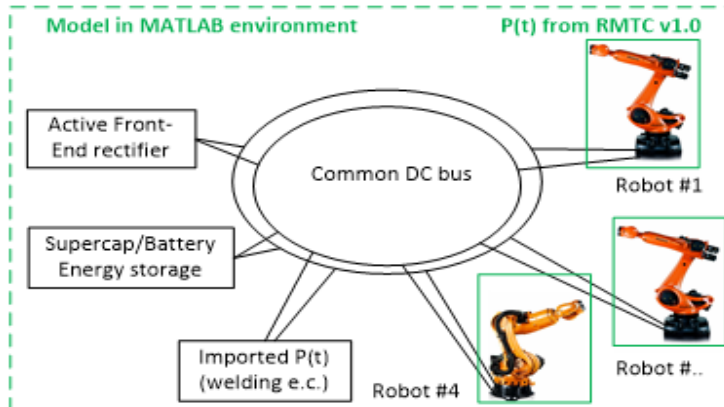 Model in MATLAB environment
P(t) from RMTC v1.0
Active Front-
End rectifier
Common DC bus
Robot #1
Supercap/Battery
Energy storage
Imported P(t)
(welding e.c.)
Robot #4
Robot #..